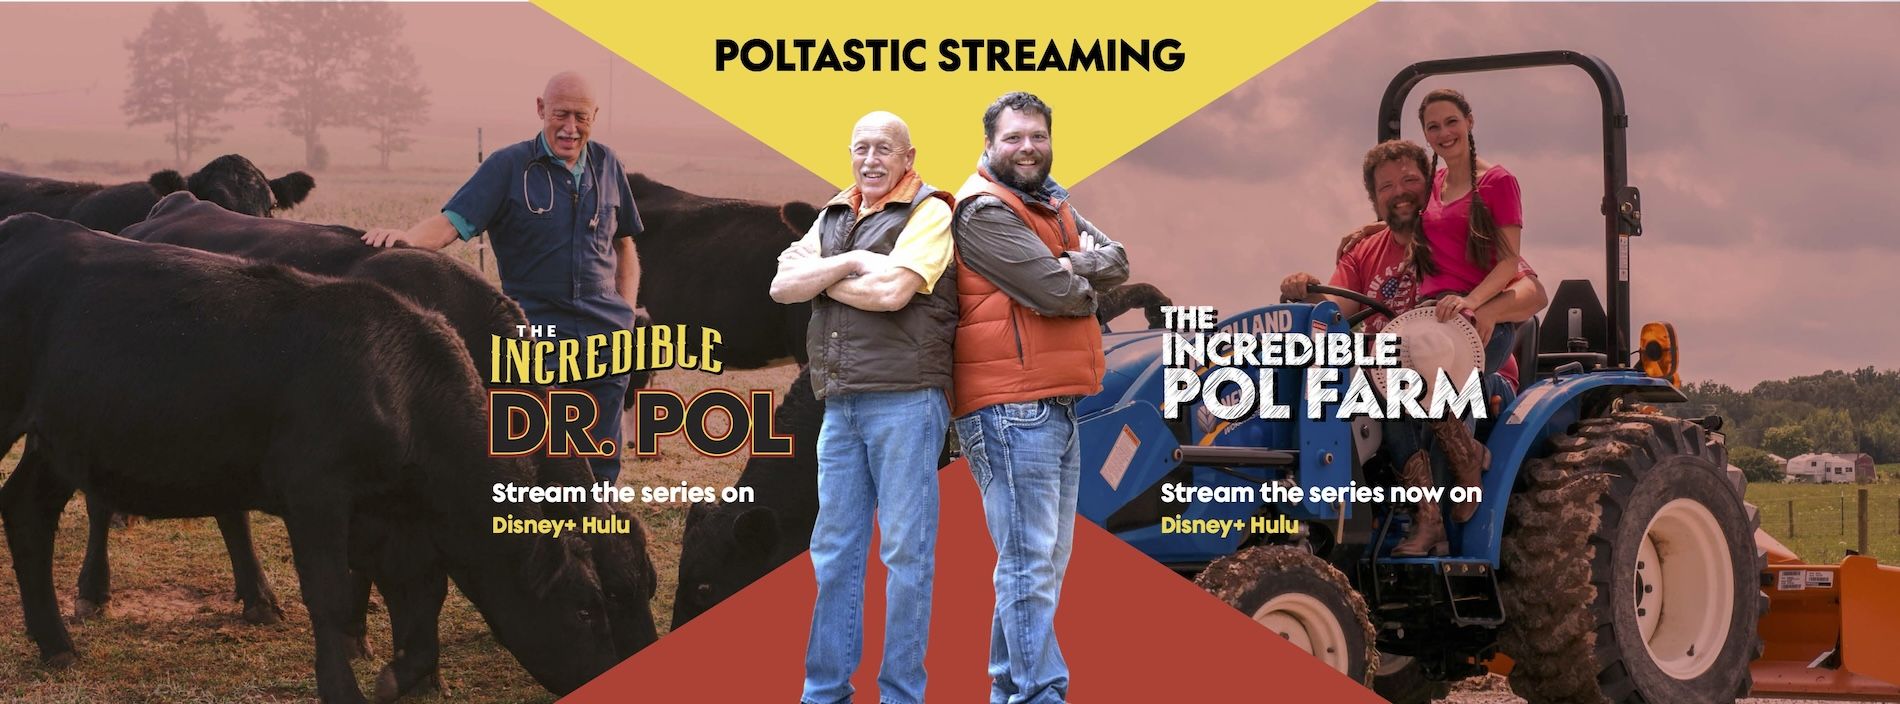 POLTASTIC STREAMING
THE
INCREDIBLE
DR. POL
Stream the series on
Disney+ Hulu
THE
INCREDIBLE
POL FARM
Stream the series now on
Disney+ Hulu